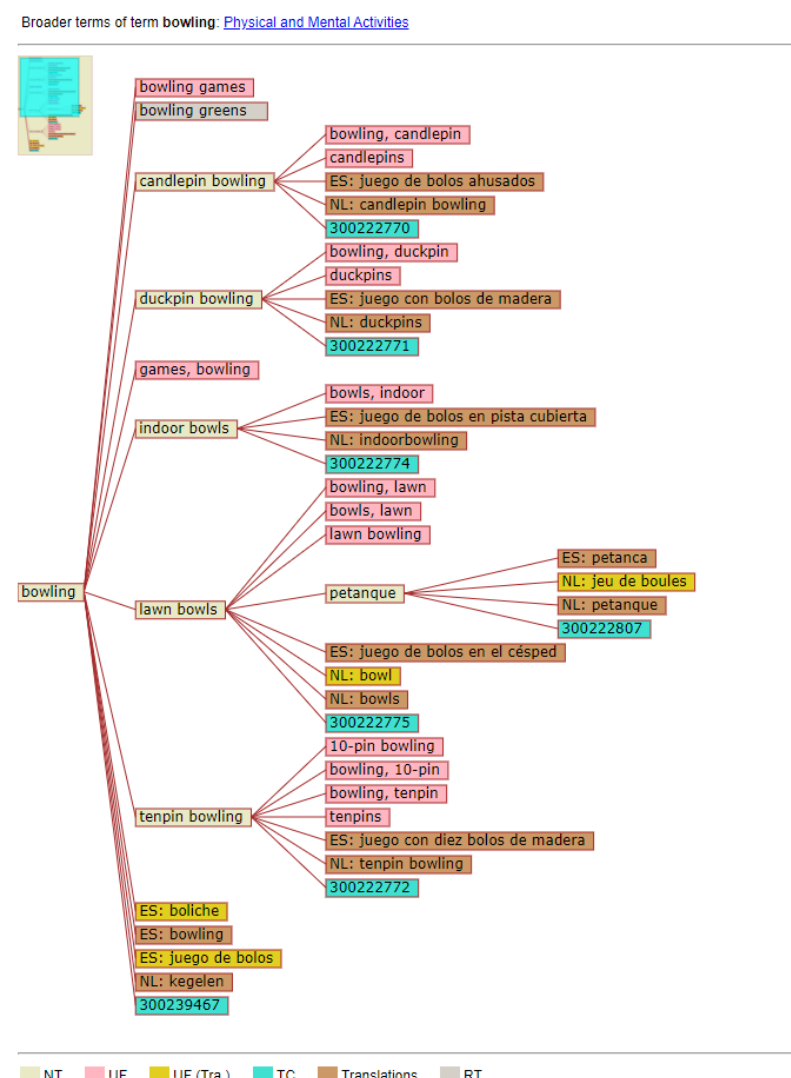 Broader terms of term bowling: Physical and Mental Activities
bowling games
bowling greens
bowling, candlepin
candlepins
candlepin bowling
ES: juego de bolos ahusados
NL: candlepin bowling
300222770
bowling, duckpin
duckpins
duckpin bowling
ES: juego con bolos de madera
NL: duckpins
300222771
games, bowling
bowls, indoor
ES: juego de bolos en pista cubierta
indoor bowls
NL: indoorbowling
300222774
bowling, lawn
bowls, lawn
lawn bowling
ES: petanca
NL: jeu de boules
bowling
petanque
NL: petanque
lawn bowls
300222807
ES: juego de bolos en el césped
NL: bowl
NL: bowls
300222775
10-pin bowling
bowling, 10-pin
bowling, tenpin
tenpin bowling
tenpins
ES: juego con diez bolos de madera
NL: tenpin bowling
300222772
ES: boliche
ES: bowling
ES: juego de bolos
NL: kegelen
300239467
NT UF UF (Tra.) TC Translations RT